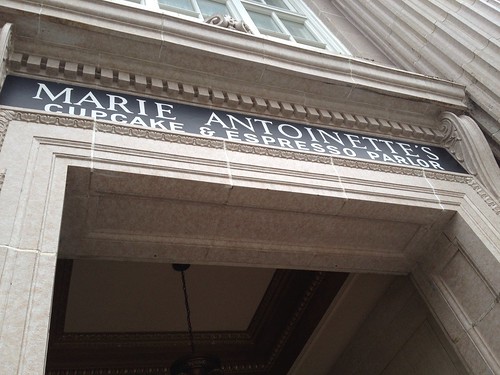 MARIE ANTOINETTE'S
CUPCAKE & ESPRESSO PARLOR